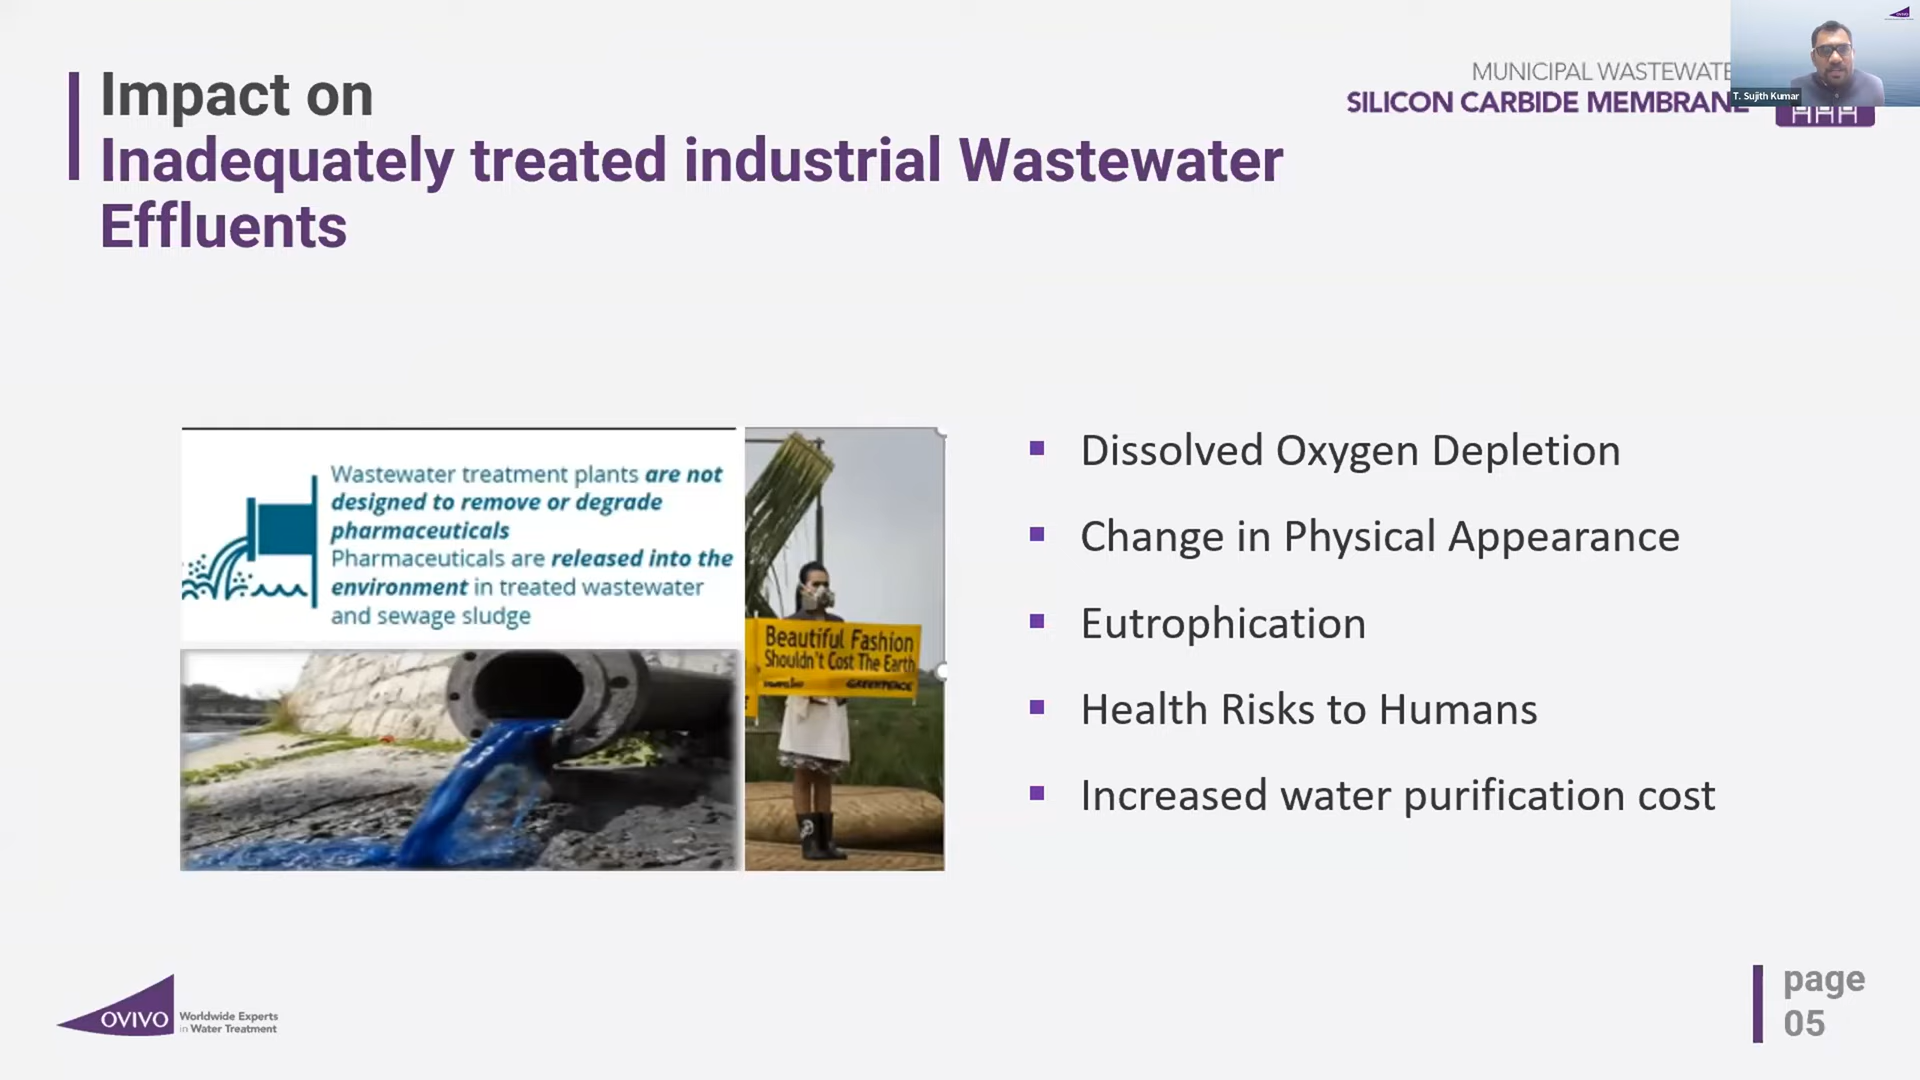 Impact on
Inadequately treated industrial Wastewater
Effluents
MUNICIPAL WASTEWATE
SILICON CARBIDE MEMBRANE
T. Sujith Kumar
Wastewater treatment plants are not
designed to remove or degrade
pharmaceuticals
Pharmaceuticals are released into the
environment in treated wastewater
and sewage sludge
Beautiful Fashion
Shouldn't Cost The Earth
GREENPEACE
Dissolved Oxygen Depletion
Change in Physical Appearance
Eutrophication
Health Risks to Humans
Increased water purification cost
OVIVO
Worldwide Experts
in Water Treatment
page
05